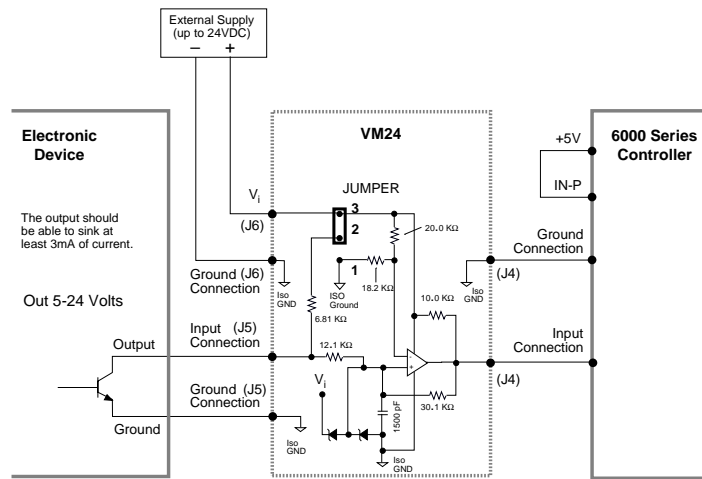 External Supply
(up to 24VDC)
– +
Electronic
Device
VM24
6000 Series
Controller
+5V
IN-P
JUMPER
Vi
(J6)
3
2
1
20.0 KΩ
The output should
be able to sink at
least 3mA of current.
Ground
Connection
(J4)
Ground (J6)
Connection
Iso
GND
ISO
Ground
18.2 KΩ
Iso
GND
10.0 KΩ
Out 5-24 Volts
6.81 KΩ
Input (J5)
Connection
Input
Connection
Output
12.1 KΩ
-
+
(J4)
Vi
30.1 KΩ
Ground (J5)
Connection
1500 pF
Ground
Iso
GND
Iso
GND